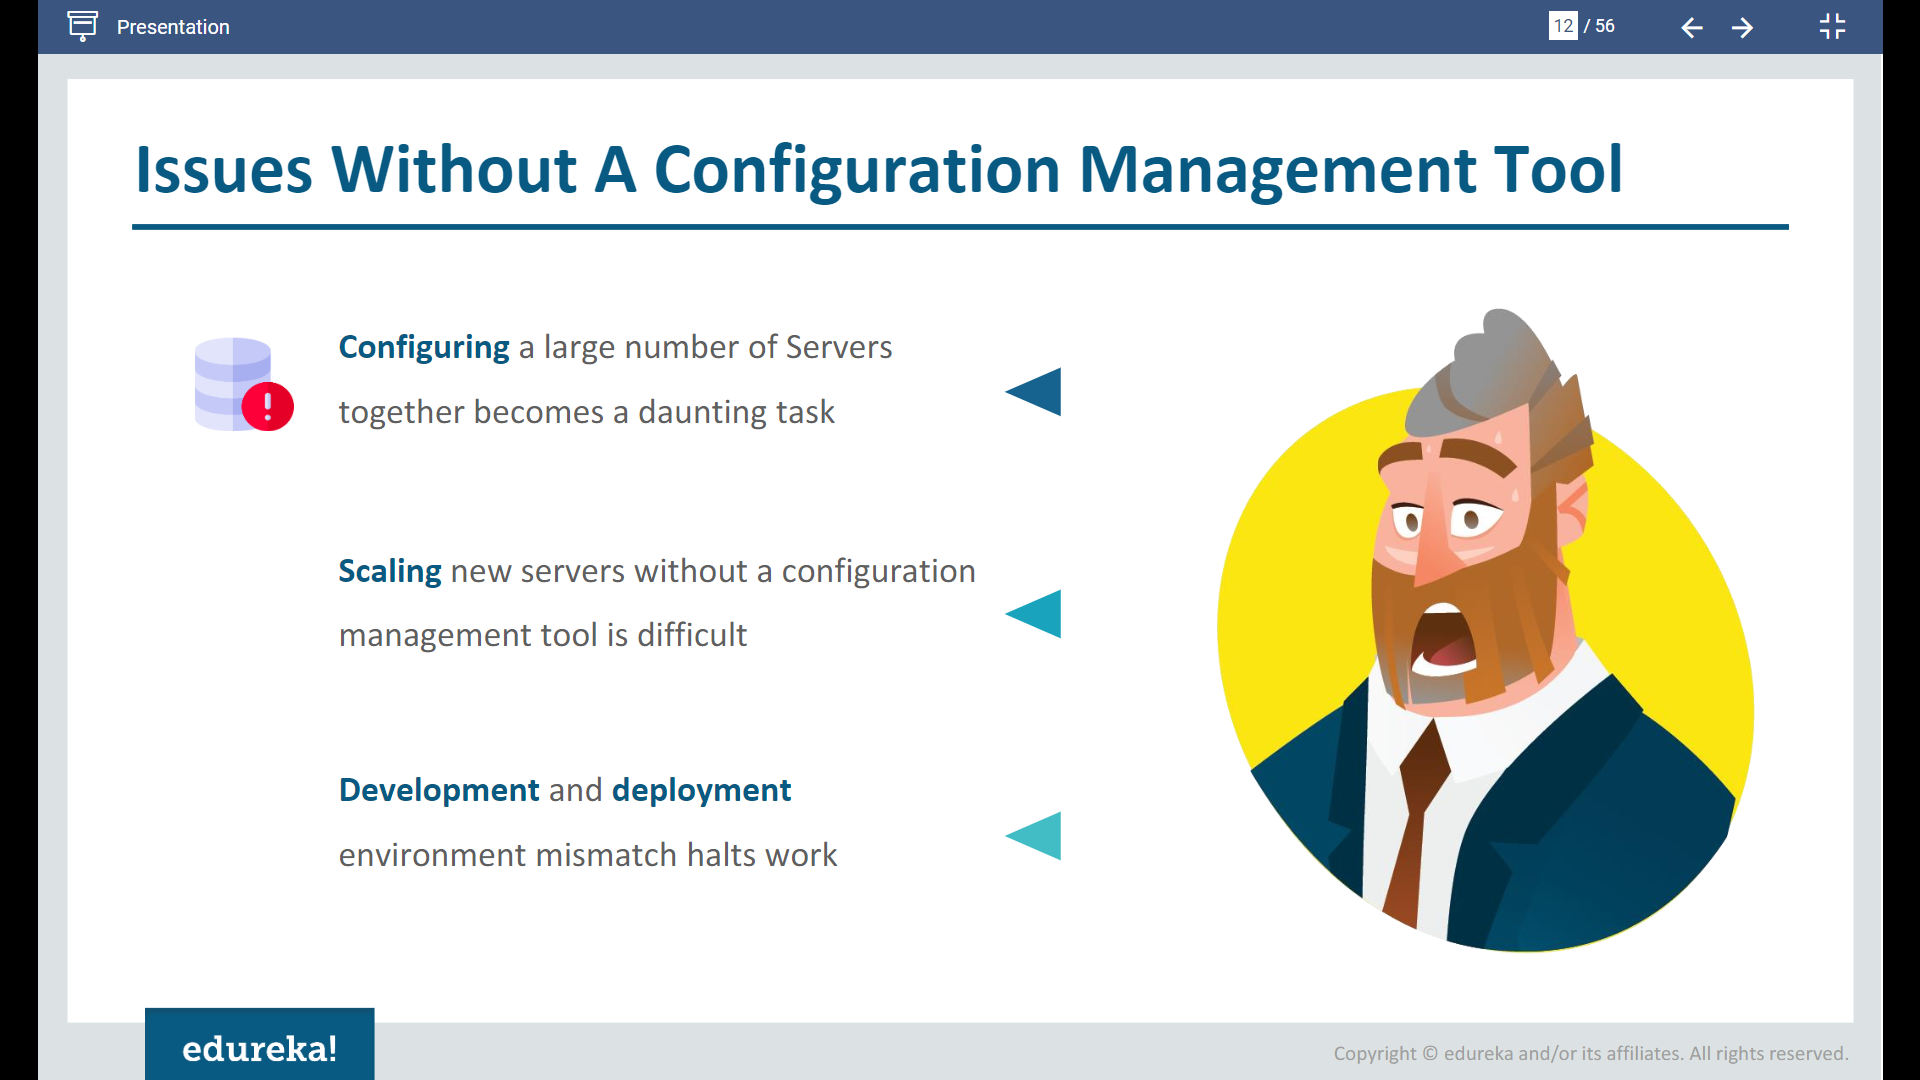 Presentation
12 / 56
Issues Without A Configuration Management Tool
Configuring a large number of Servers
together becomes a daunting task
Scaling new servers without a configuration
management tool is difficult
Development and deployment
environment mismatch halts work
edureka!
Copyright © edureka and/or its affiliates. All rights reserved.